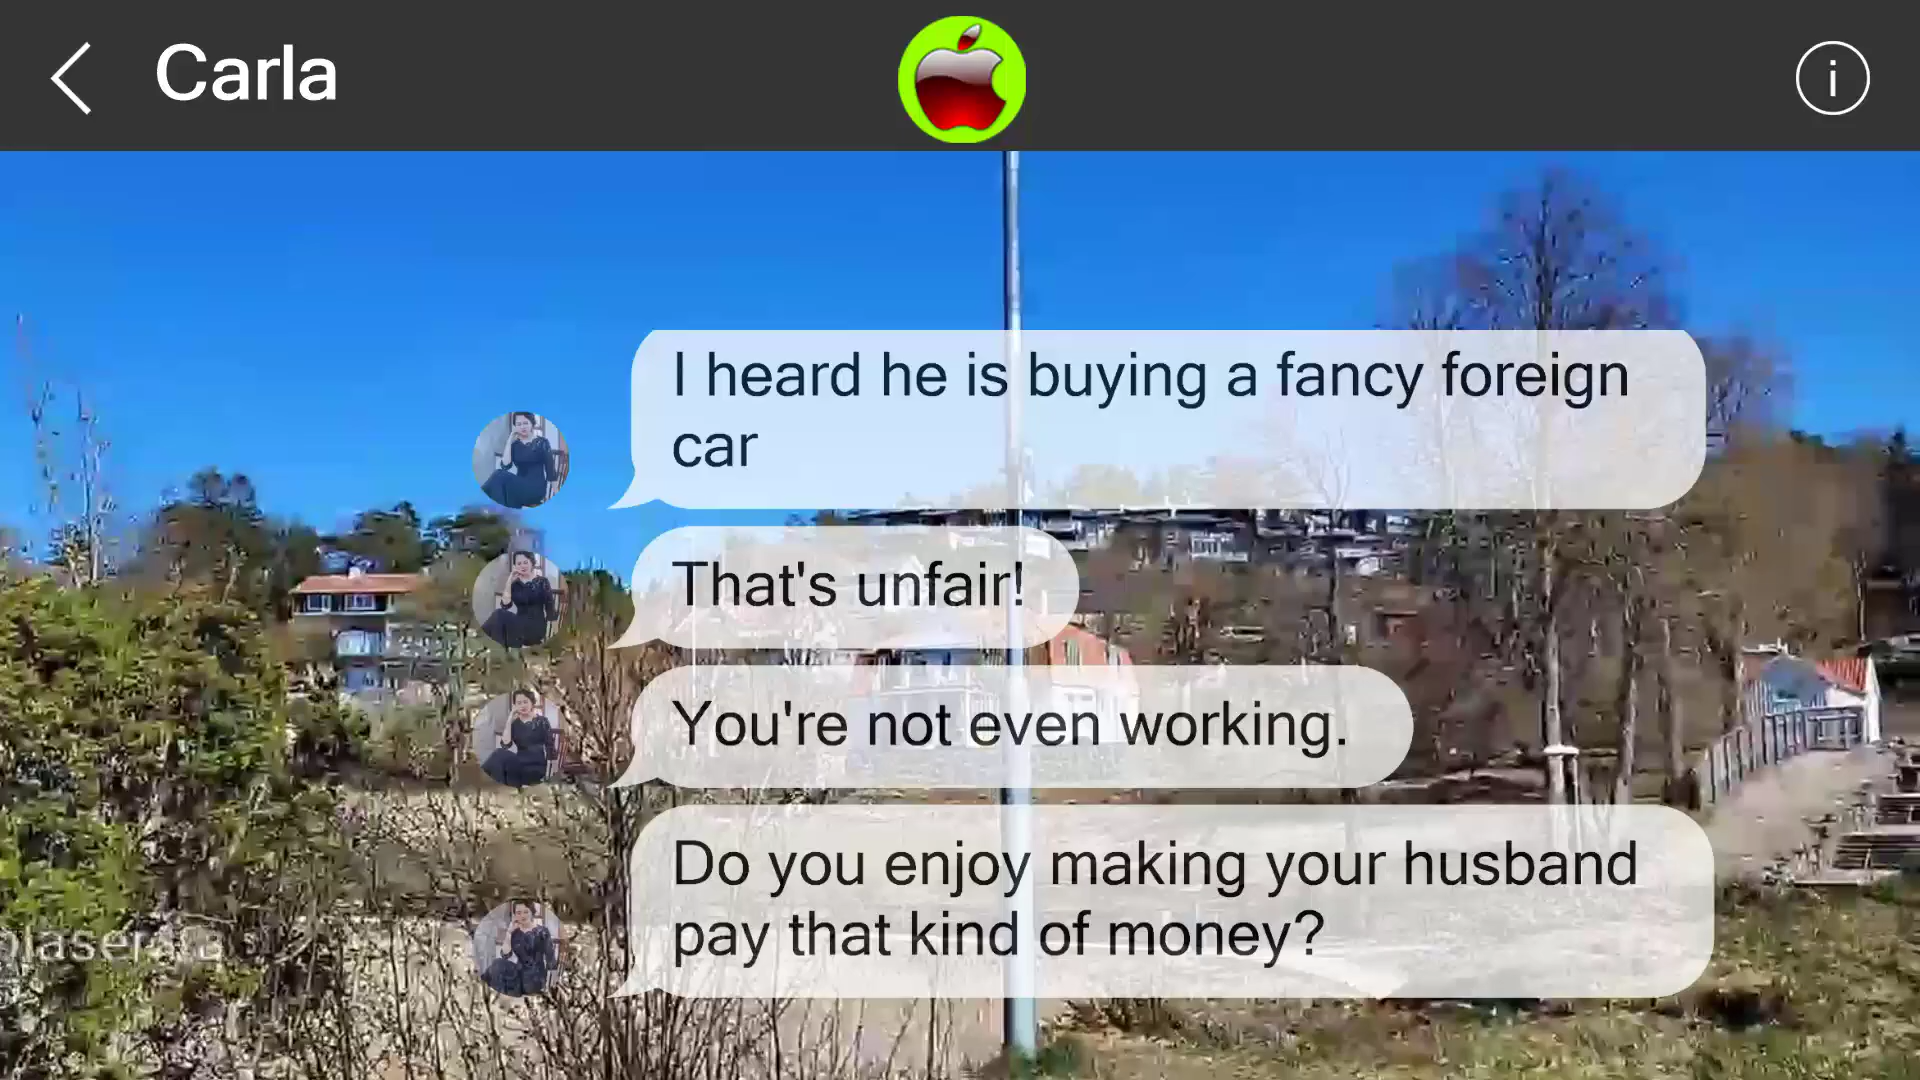 Carla
I heard he is buying a fancy foreign
car
That's unfair!
You're not even working.
Do you enjoy making your husband
pay that kind of money?